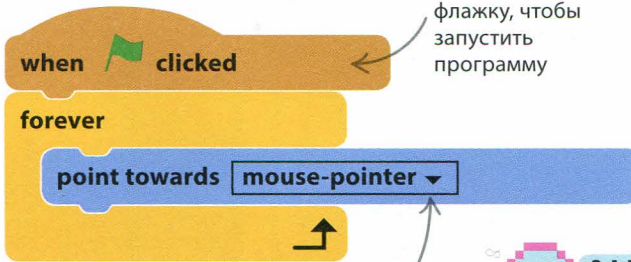 флажку, чтобы
запустить
программу
when clicked
forever
point towards mouse-pointer